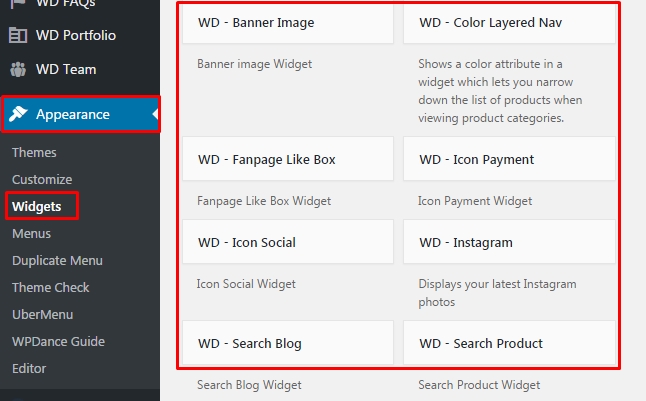 WD FAQs
WD Portfolio
WD Team
Appearance
Themes
Customize
Widgets
Menus
Duplicate Menu
Theme Check
UberMenu
WPDance Guide
Editor
WD - Banner Image
Banner image Widget
WD - Color Layered Nav
Shows a color attribute in a
widget which lets you narrow
down the list of products when
viewing product categories.
WD - Fanpage Like Box
Fanpage Like Box Widget
WD - Icon Payment
Icon Payment Widget
WD - Icon Social
Icon Social Widget
WD - Instagram
Displays your latest Instagram
photos
WD - Search Blog
Search Blog Widget
WD - Search Product
Search Product Widget